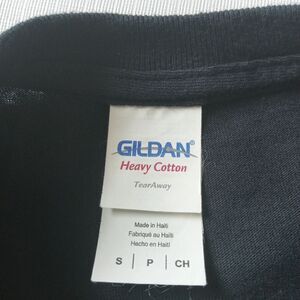 GILDAN®
Heavy Cotton
TearAway
Made in Haiti
Fabriqué au Haïti
Hecho en Haití
S | P | CH